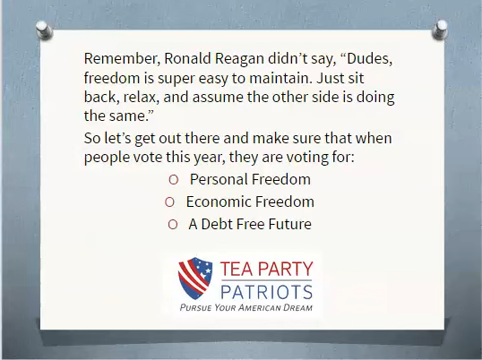 Remember, Ronald Reagan didn't say, “Dudes,
freedom is super easy to maintain. Just sit
back, relax, and assume the other side is doing
the same.”
So let's get out there and make sure that when
people vote this year, they are voting for:
O Personal Freedom
O Economic Freedom
O A Debt Free Future
TEA PARTY
PATRIOTS
PURSUE YOUR AMERICAN DREAM